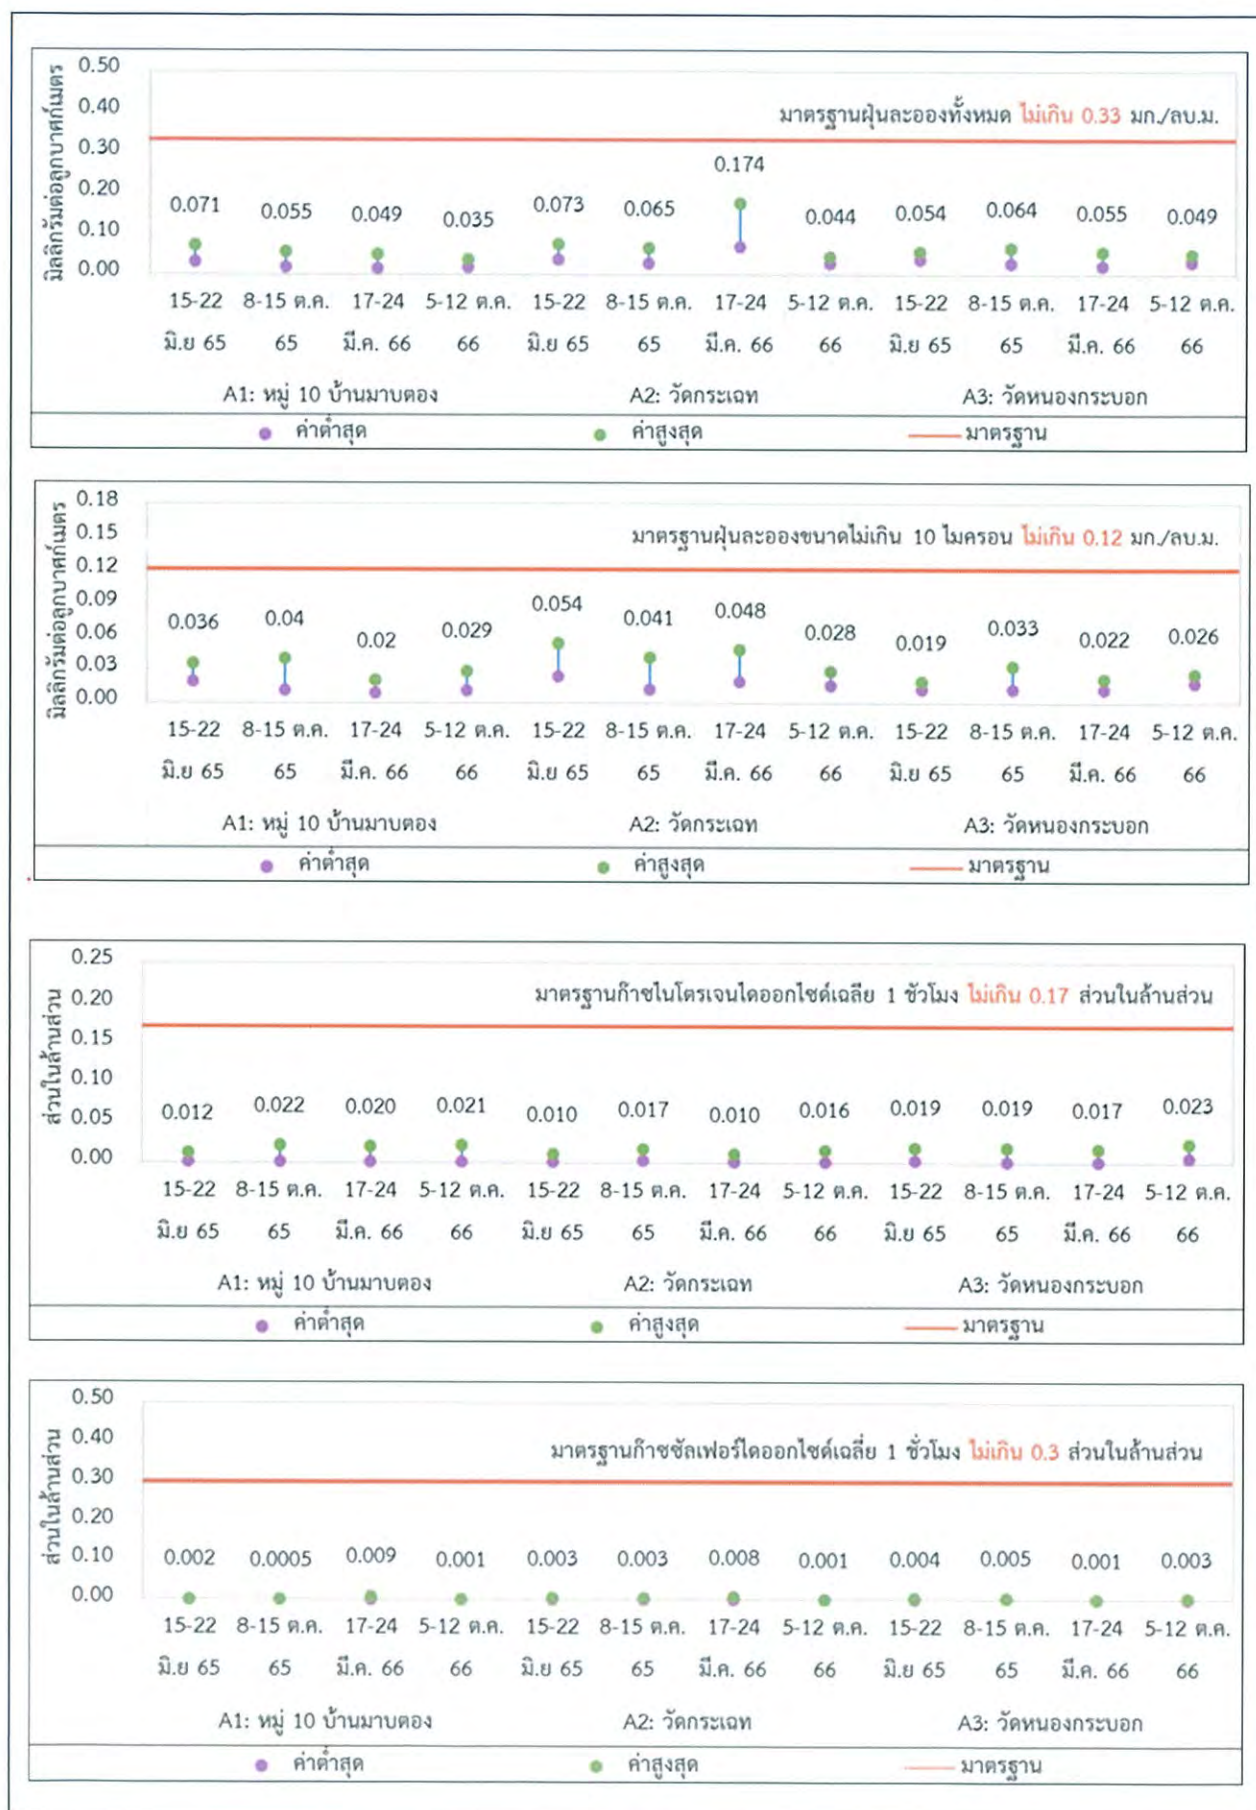 มิลลิกรัมต่อลูกบาศก์เมตร
0.50
0.40
0.30
0.20
0.10
0.00
มาตรฐานฝุ่นละอองทั้งหมด ไม่เกิน 0.33 มก./ลบ.ม.
0.071 0.055 0.049 0.035 0.073 0.065 0.174 0.044 0.054 0.064 0.055 0.049
15-22 8-15 ต.ค. 17-24 5-12 ต.ค. 15-22 8-15 ต.ค. 17-24 5-12 ต.ค. 15-22 8-15 ต.ค. 17-24 5-12 ต.ค.
มิ.ย 65 65 มี.ค. 66 66 มิ.ย 65 65 มี.ค. 66 66 มิ.ย 65 65 มี.ค. 66 66
A1: หมู่ 10 บ้านมาบตอง A2: วัดกระเฉท A3: วัดหนองกระบอก
ค่าต่ำสุด ค่าสูงสุด มาตรฐาน
มิลลิกรัมต่อลูกบาศก์เมตร
0.18
0.15
0.12
0.09
0.06
0.03
0.00
มาตรฐานฝุ่นละอองขนาดไม่เกิน 10 ไมครอน ไม่เกิน 0.12 มก./ลบ.ม.
0.036 0.04 0.02 0.029 0.054 0.041 0.048 0.028 0.019 0.033 0.022 0.026
15-22 8-15 ต.ค. 17-24 5-12 ต.ค. 15-22 8-15 ต.ค. 17-24 5-12 ต.ค. 15-22 8-15 ต.ค. 17-24 5-12 ต.ค.
มิ.ย 65 65 มี.ค. 66 66 มิ.ย 65 65 มี.ค. 66 66 มิ.ย 65 65 มี.ค. 66 66
A1: หมู่ 10 บ้านมาบตอง A2: วัดกระเฉท A3: วัดหนองกระบอก
ค่าต่ำสุด ค่าสูงสุด มาตรฐาน
ส่วนในล้านส่วน
0.25
0.20
0.15
0.10
0.05
0.00
มาตรฐานก๊าซไนโตรเจนไดออกไซด์เฉลี่ย 1 ชั่วโมง ไม่เกิน 0.17 ส่วนในล้านส่วน
0.012 0.022 0.020 0.021 0.010 0.017 0.010 0.016 0.019 0.019 0.017 0.023
15-22 8-15 ต.ค. 17-24 5-12 ต.ค. 15-22 8-15 ต.ค. 17-24 5-12 ต.ค. 15-22 8-15 ต.ค. 17-24 5-12 ต.ค.
มิ.ย 65 65 มี.ค. 66 66 มิ.ย 65 65 มี.ค. 66 66 มิ.ย 65 65 มี.ค. 66 66
A1: หมู่ 10 บ้านมาบตอง A2: วัดกระเฉท A3: วัดหนองกระบอก
ค่าต่ำสุด ค่าสูงสุด มาตรฐาน
ส่วนในล้านส่วน
0.50
0.40
0.30
0.20
0.10
0.00
มาตรฐานก๊าซซัลเฟอร์ไดออกไซด์เฉลี่ย 1 ชั่วโมง ไม่เกิน 0.3 ส่วนในล้านส่วน
0.002 0.0005 0.009 0.001 0.003 0.003 0.008 0.001 0.004 0.005 0.001 0.003
15-22 8-15 ต.ค. 17-24 5-12 ต.ค. 15-22 8-15 ต.ค. 17-24 5-12 ต.ค. 15-22 8-15 ต.ค. 17-24 5-12 ต.ค.
มิ.ย 65 65 มี.ค. 66 66 มิ.ย 65 65 มี.ค. 66 66 มิ.ย 65 65 มี.ค. 66 66
A1: หมู่ 10 บ้านมาบตอง A2: วัดกระเฉท A3: วัดหนองกระบอก
ค่าต่ำสุด ค่าสูงสุด มาตรฐาน